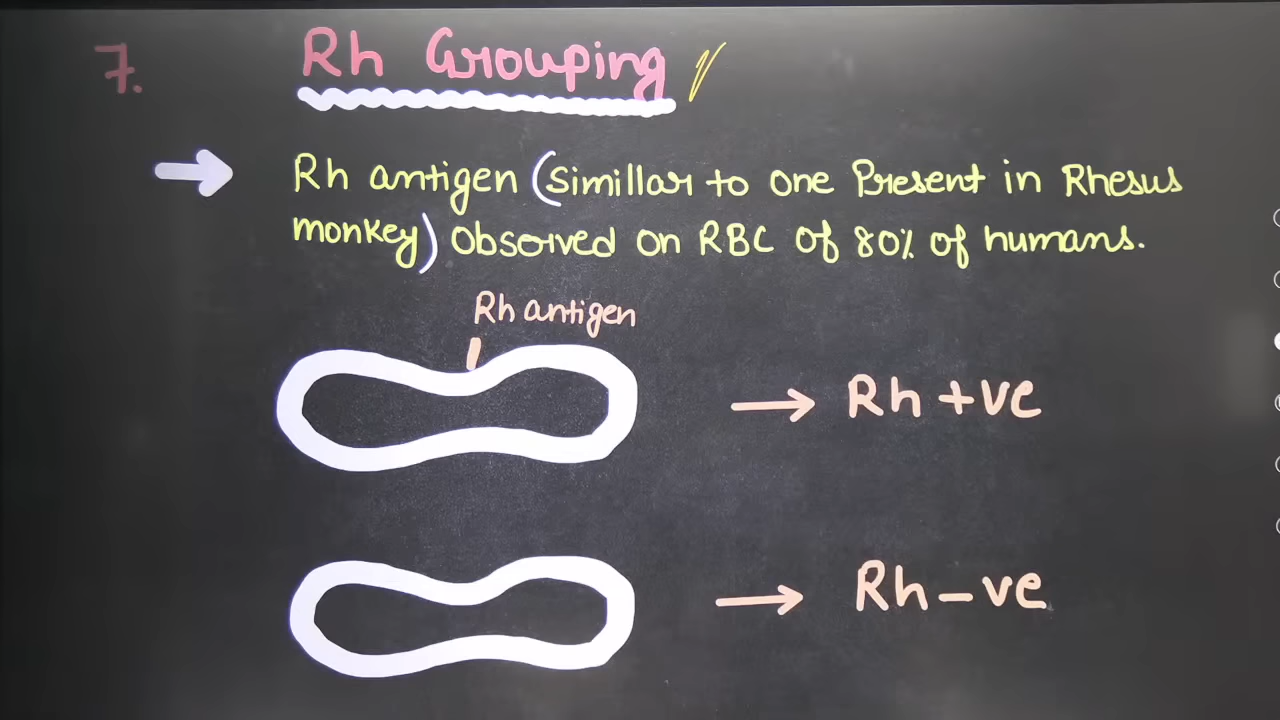 7. Rh Grouping
Rh antigen (Simillar to one Present in Rhesus
monkey) Observed on RBC of 80% of humans.
Rh antigen
Rh +ve
Rh -ve